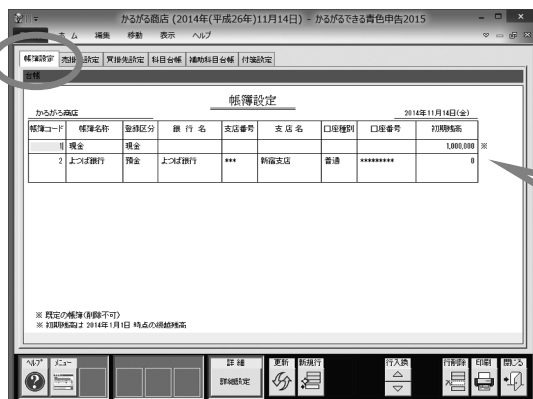 かるがる商店 (2014年(平成26年)11月14日) - かるがるできる青色申告2015
ホーム 編集 移動 表示 ヘルプ
帳簿設定 売掛先設定 買掛先設定 科目台帳 補助科目台帳 付箋設定
台帳
帳簿設定
かるがる商店 2014年11月14日(金)
帳簿コード 帳簿名称 登録区分 銀行名 支店番号 支店名 口座種別 口座番号 初期残高
1 現金 現金 1,000,000 ※
2 よつば銀行 預金 よつば銀行 *** 新宿支店 普通 ********* 0
※ 既定の帳簿(削除不可)
※ 初期残高は 2014年1月1日 時点の繰越残高
ヘルプ メニュー 詳細 更新 新規行 行入換 行削除 印刷 閉じる
詳細設定